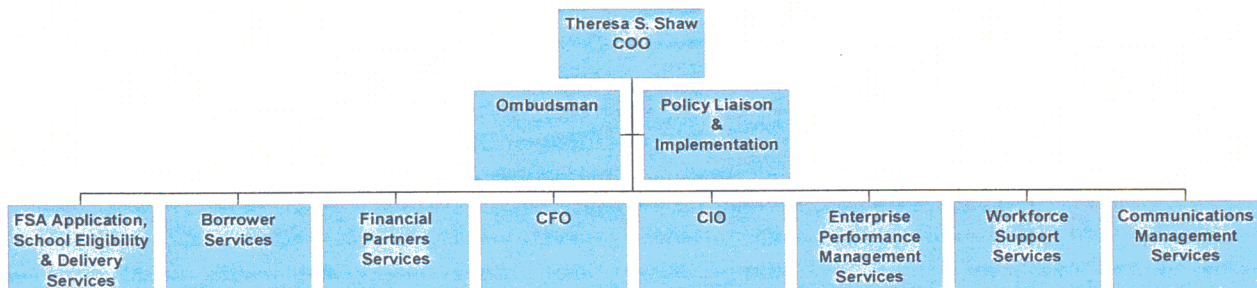 Theresa S. Shaw
COO
Ombudsman
Policy Liaison
&
Implementation
FSA Application,
School Eligibility
& Delivery
Services
Borrower
Services
Financial
Partners
Services
CFO
CIO
Enterprise
Performance
Management
Services
Workforce
Support
Services
Communications
Management
Services